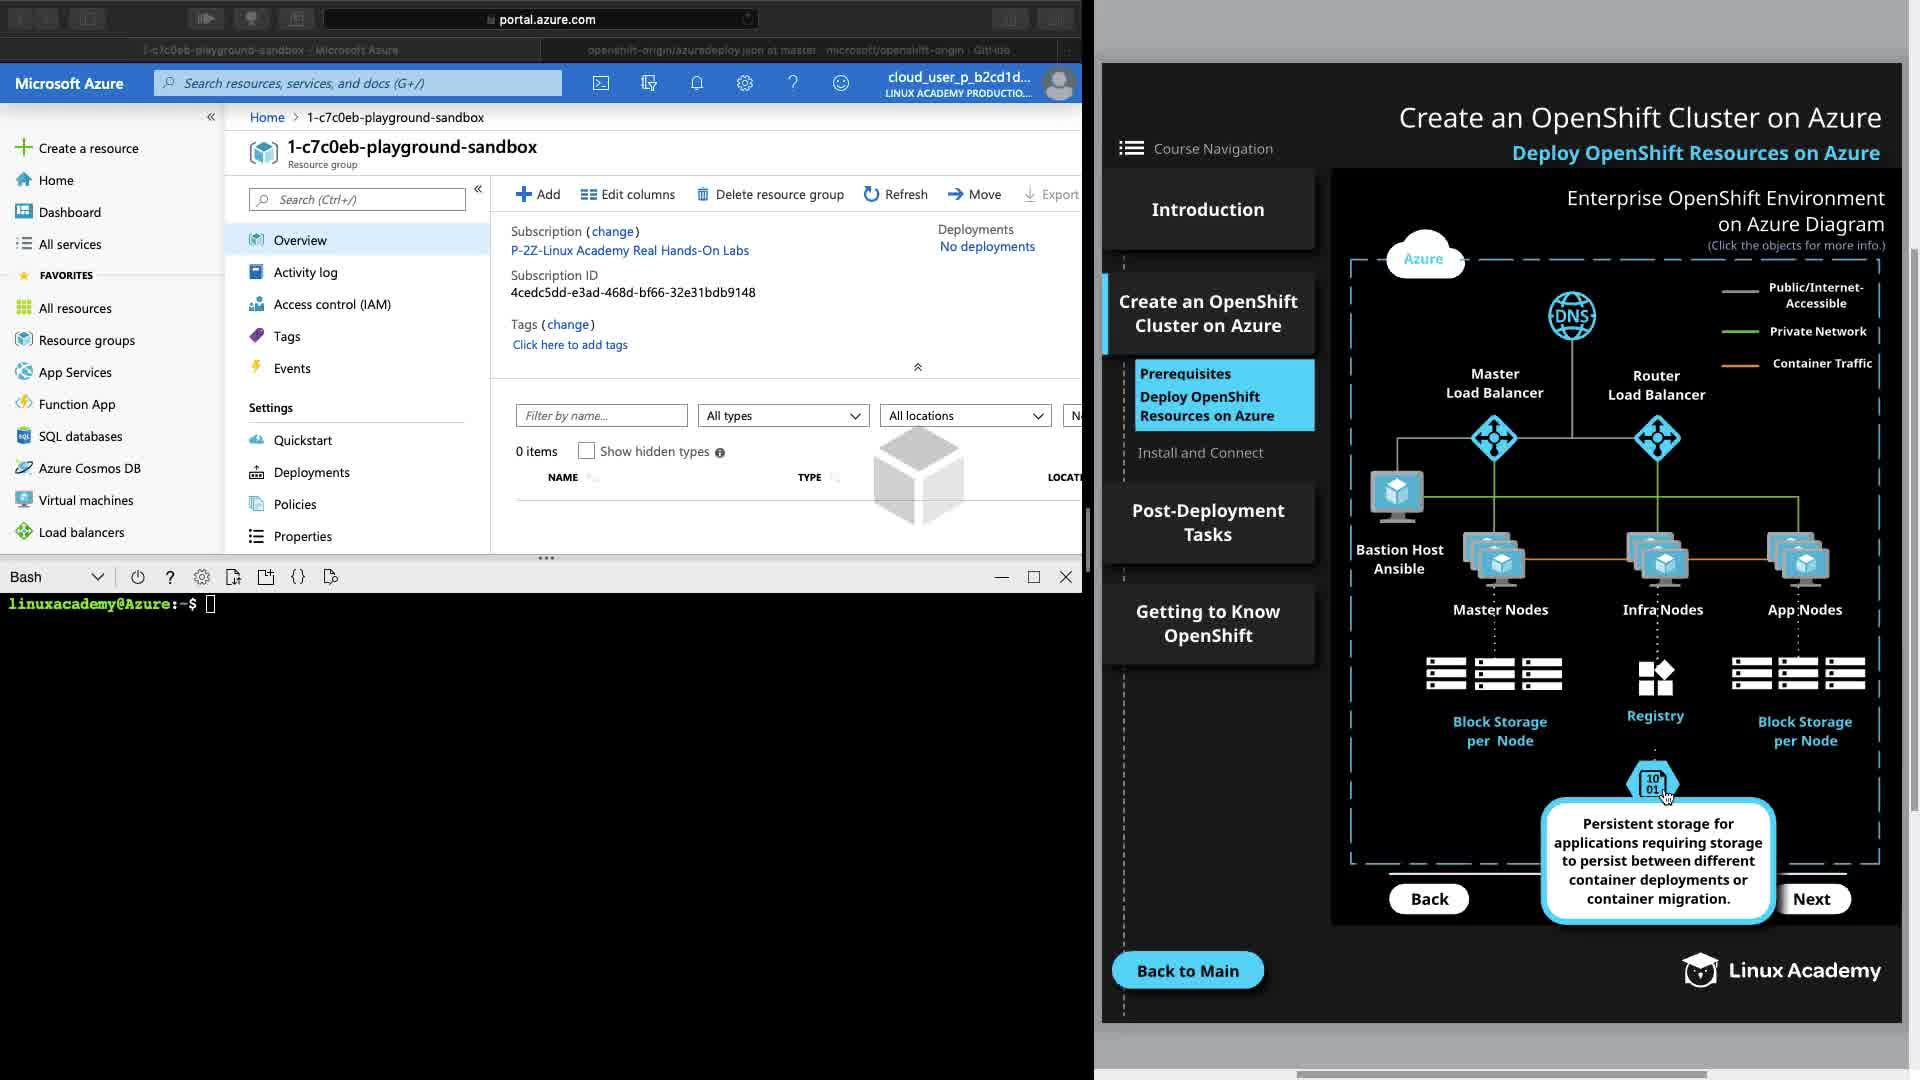 portal.azure.com
1-c7c0eb-playground-sandbox - Microsoft Azure
openshift-origin/azuredeploy.json at master · microsoft/openshift-origin · GitHub
Microsoft Azure
Search resources, services, and docs (G+/)
cloud_user_p_b2cd1d...
LINUX ACADEMY PRODUCTIO...
Create a resource
Home
Dashboard
All services
FAVORITES
All resources
Resource groups
App Services
Function App
SQL databases
Azure Cosmos DB
Virtual machines
Load balancers
Home > 1-c7c0eb-playground-sandbox
1-c7c0eb-playground-sandbox
Resource group
Search (Ctrl+/)
Overview
Activity log
Access control (IAM)
Tags
Events
Settings
Quickstart
Deployments
Policies
Properties
Add
Edit columns
Delete resource group
Refresh
Move
Export
Subscription (change)
P-2Z-Linux Academy Real Hands-On Labs
Subscription ID
4cedc5dd-e3ad-468d-bf66-32e31bdb9148
Tags (change)
Click here to add tags
Deployments
No deployments
Filter by name...
All types
All locations
0 items
Show hidden types
NAME
TYPE
LOCATI
Bash
linuxacademy@Azure:~$
Create an OpenShift Cluster on Azure
Deploy OpenShift Resources on Azure
Course Navigation
Introduction
Create an OpenShift
Cluster on Azure
Prerequisites
Deploy OpenShift
Resources on Azure
Install and Connect
Post-Deployment
Tasks
Getting to Know
OpenShift
Back to Main
Enterprise OpenShift Environment
on Azure Diagram
(Click the objects for more info.)
Azure
DNS
Public/Internet-
Accessible
Private Network
Container Traffic
Master
Load Balancer
Router
Load Balancer
Bastion Host
Ansible
Master Nodes
Infra Nodes
App Nodes
Block Storage
per Node
Registry
Block Storage
per Node
10
01
Persistent storage for
applications requiring storage
to persist between different
container deployments or
container migration.
Back
Next
Linux Academy